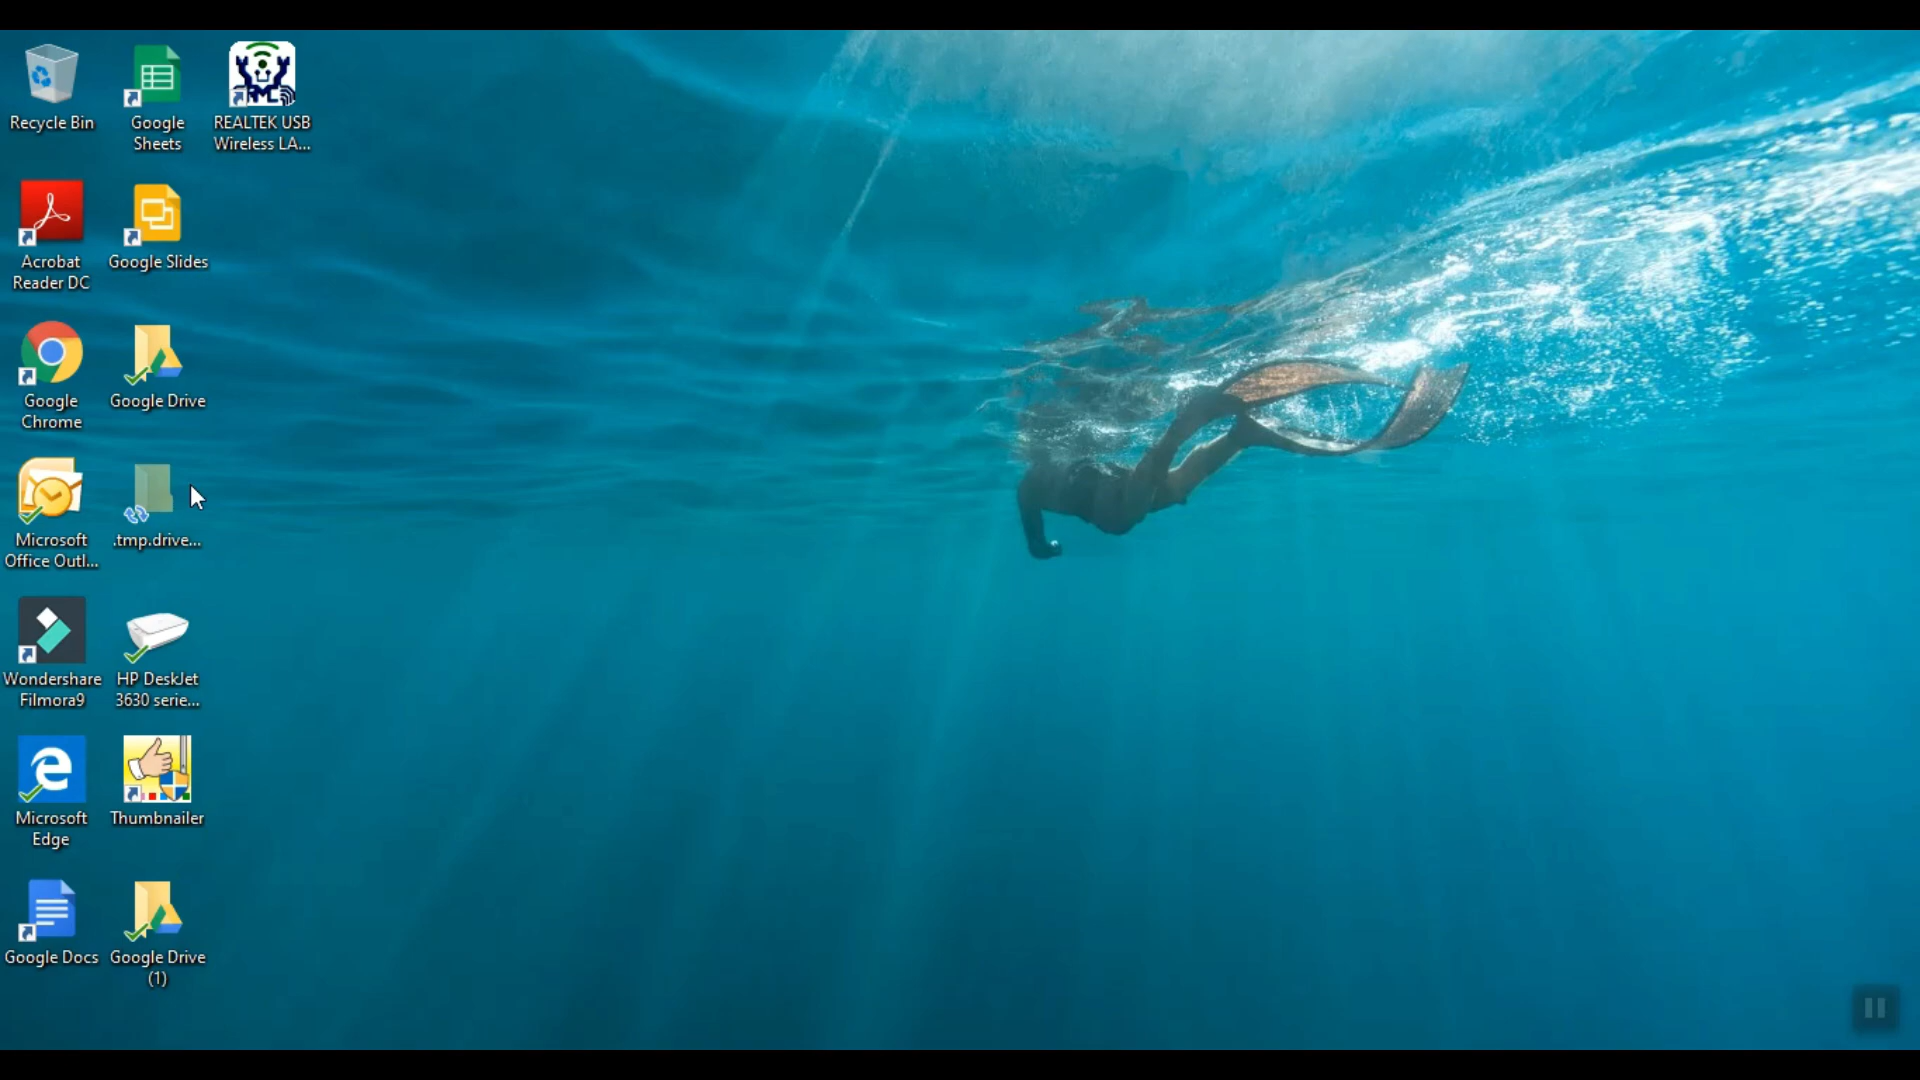 Recycle Bin
Google
Sheets
REALTEK USB
Wireless LA...
Acrobat
Reader DC
Google Slides
Google
Chrome
Google Drive
Microsoft
Office Outl...
.tmp.drive...
Wondershare
Filmora9
HP DeskJet
3630 serie...
Microsoft
Edge
Thumbnailer
Google Docs
Google Drive
(1)